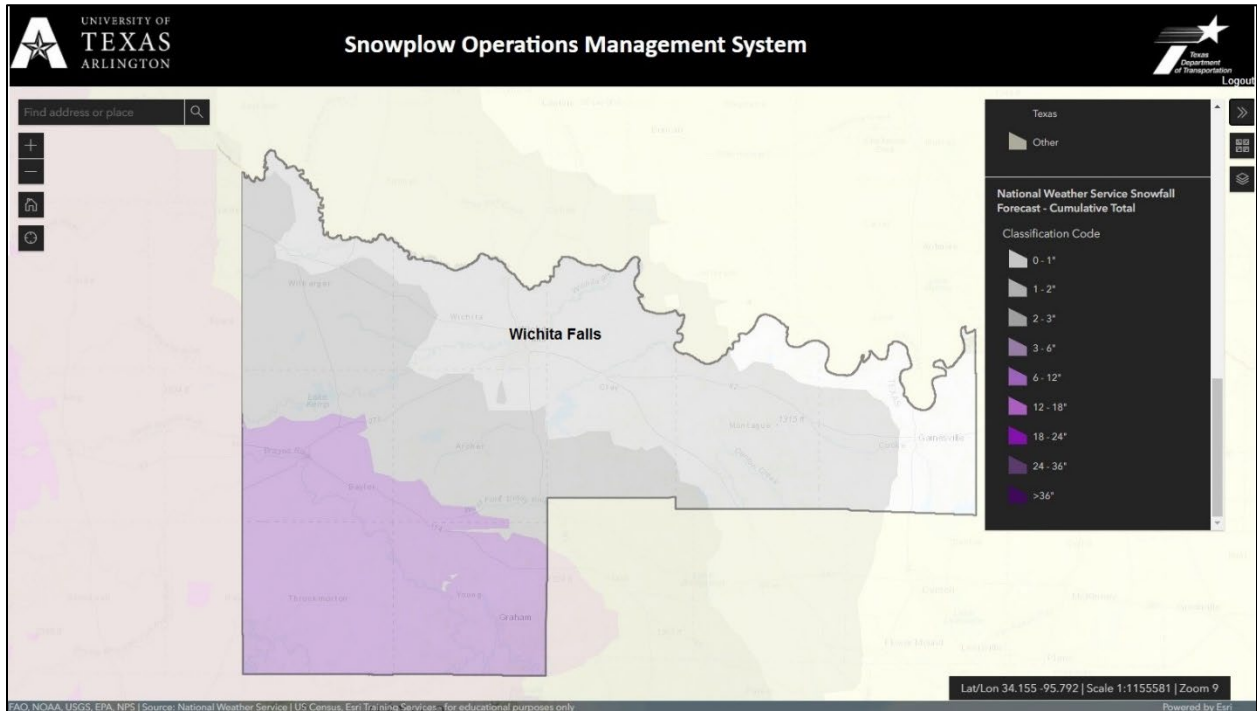 UNIVERSITY OF
TEXAS
ARLINGTON
Snowplow Operations Management System
Texas
Department
of Transportation
Logout
Find address or place
Texas
Other
National Weather Service Snowfall
Forecast - Cumulative Total
Classification Code
0 - 1"
1 - 2"
2 - 3"
3 - 6"
6 - 12"
12 - 18"
18 - 24"
24 - 36"
>36"
Wilbarger
Wichita
Wichita Falls
Clay
Archer
Montague
Cooke
Gainesville
Baylor
Throckmorton
Young
Graham
Lat/Lon 34.155 -95.792 | Scale 1:1155581 | Zoom 9
FAO, NOAA, USGS, EPA, NPS | Source: National Weather Service | US Census, Esri Training Services - for educational purposes only
Powered by Esri